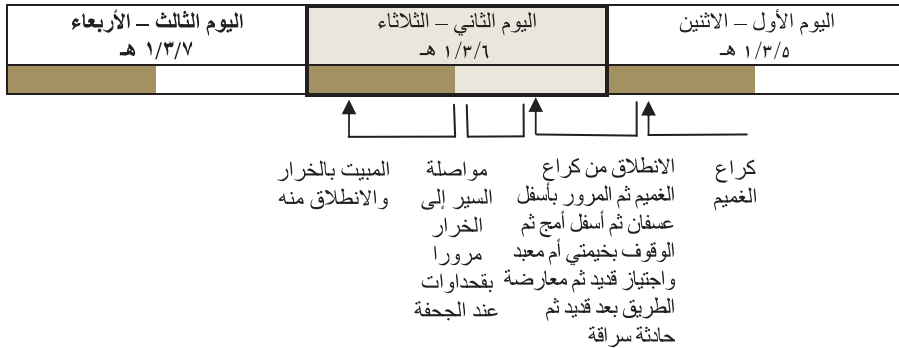 اليوم الأول – الاثنين
١/٣/٥ هـ
اليوم الثاني – الثلاثاء
١/٣/٦ هـ
اليوم الثالث – الأربعاء
١/٣/٧ هـ
كراع
الغميم
الانطلاق من كراع
الغميم ثم المرور بأسفل
عسفان ثم أسفل أمج ثم
الوقوف بخيمتي أم معبد
واجتياز قديد ثم معارضة
الطريق بعد قديد ثم
حادثة سراقة
مواصلة
السير إلى
الخرار
مرورا
بقحداوات
عند الجحفة
المبيت بالخرار
والانطلاق منه